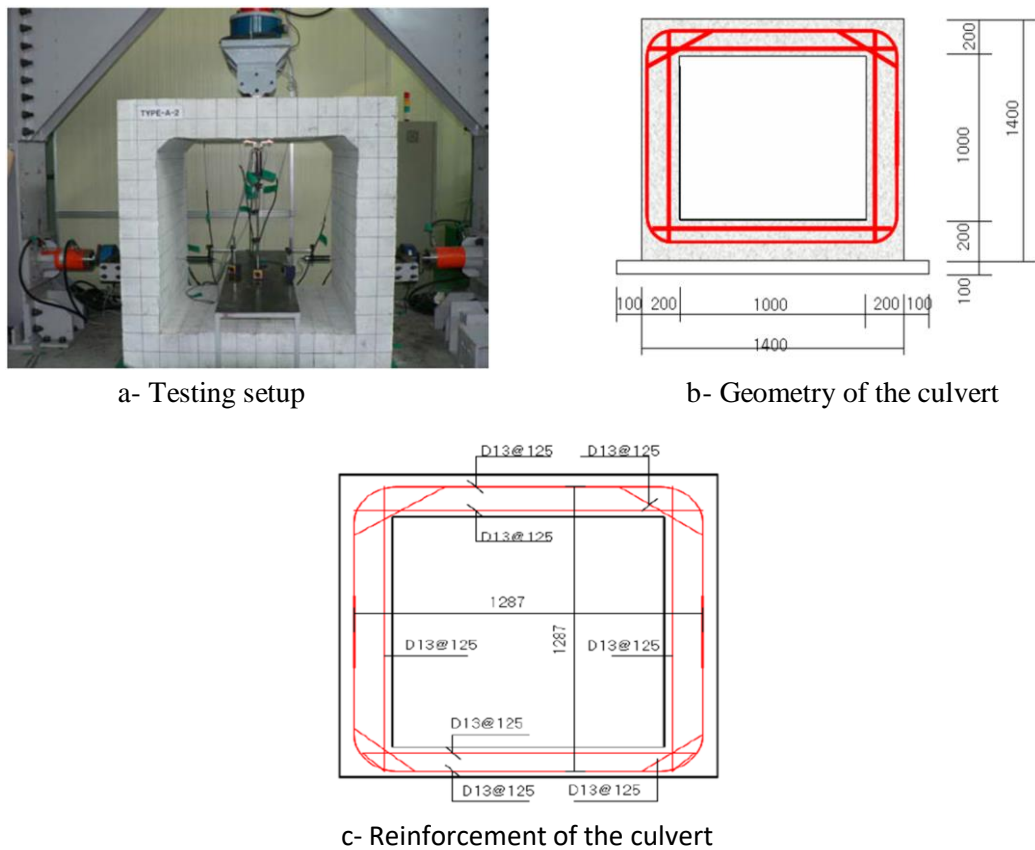 TYPE-A-2
200
1000
1400
200
100
100 200 1000 200 100
1400
a- Testing setup
b- Geometry of the culvert
D13@125 D13@125
D13@125
1287
1287
D13@125 D13@125
D13@125
D13@125 D13@125
c- Reinforcement of the culvert